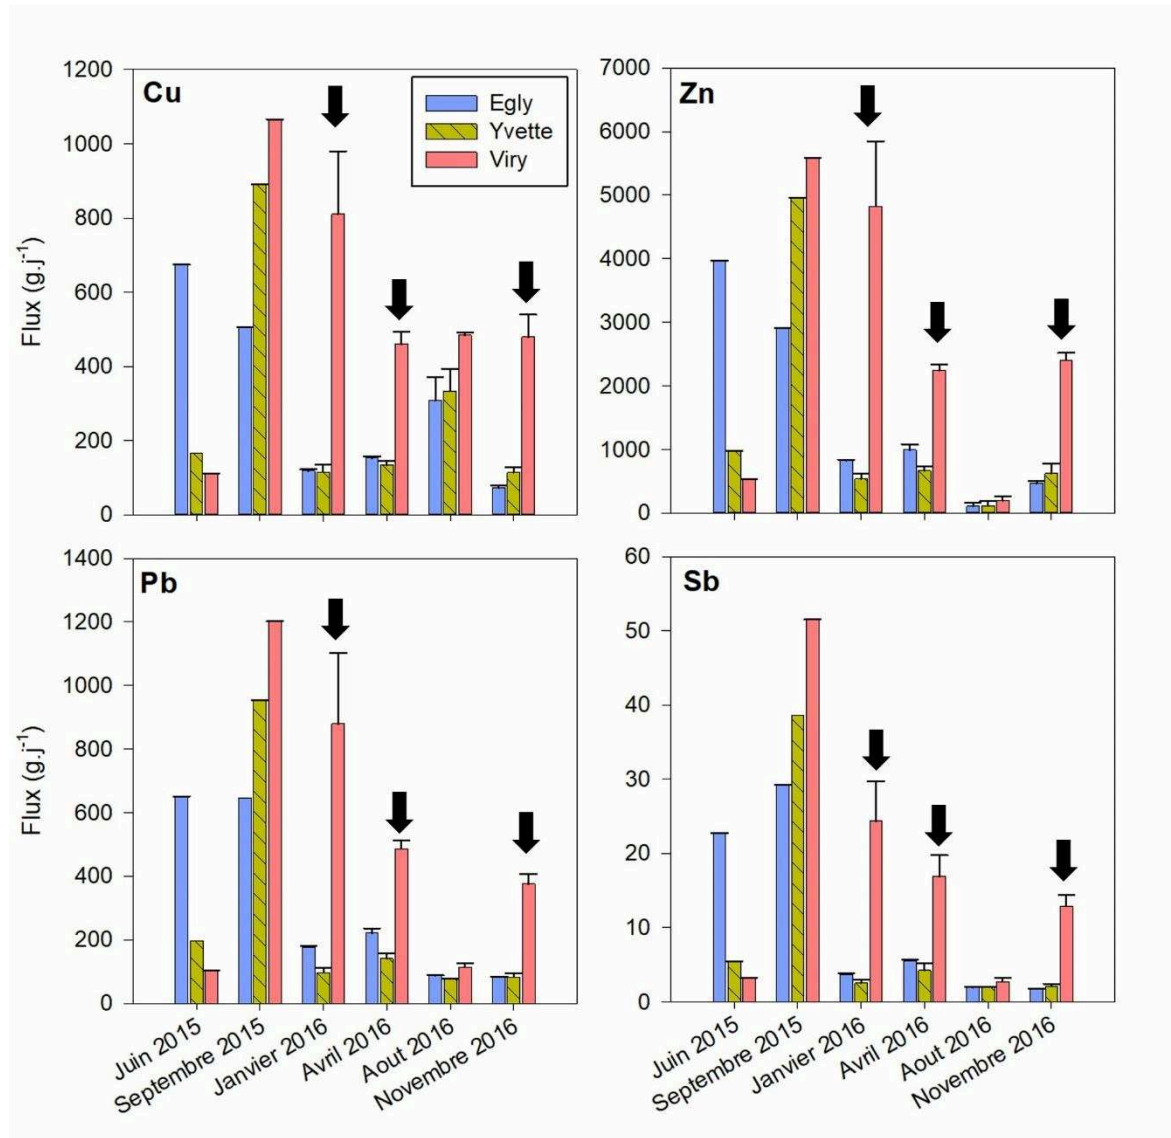 Cu
Egly
Yvette
Viry
Flux (g.j-1)
1200
1000
800
600
400
200
0
Zn
7000
6000
5000
4000
3000
2000
1000
0
Pb
Flux (g.j-1)
1400
1200
1000
800
600
400
200
0
Juin 2015
Septembre 2015
Janvier 2016
Avril 2016
Aout 2016
Novembre 2016
Sb
60
50
40
30
20
10
0
Juin 2015
Septembre 2015
Janvier 2016
Avril 2016
Aout 2016
Novembre 2016